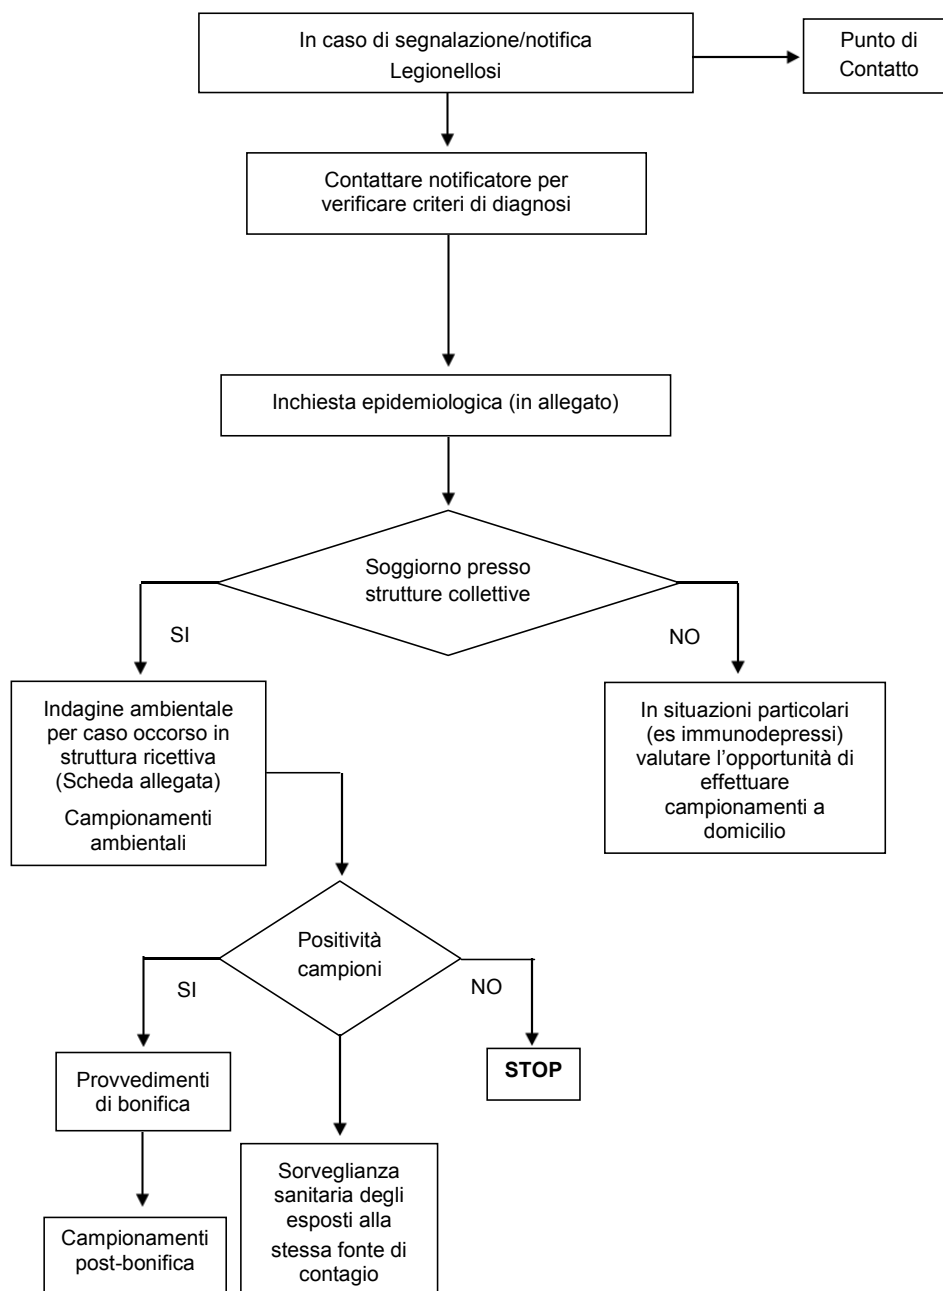 In caso di segnalazione/notifica
Legionellosi
Punto di
Contatto
Contattare notificatore per
verificare criteri di diagnosi
Inchiesta epidemiologica (in allegato)
Soggiorno presso
strutture collettive
SI
NO
Indagine ambientale
per caso occorso in
struttura ricettiva
(Scheda allegata)
Campionamenti
ambientali
In situazioni particolari
(es immunodepressi)
valutare l’opportunità di
effettuare
campionamenti a
domicilio
Positività
campioni
SI
NO
STOP
Provvedimenti
di bonifica
Sorveglianza
sanitaria degli
esposti alla
stessa fonte di
contagio
Campionamenti
post-bonifica